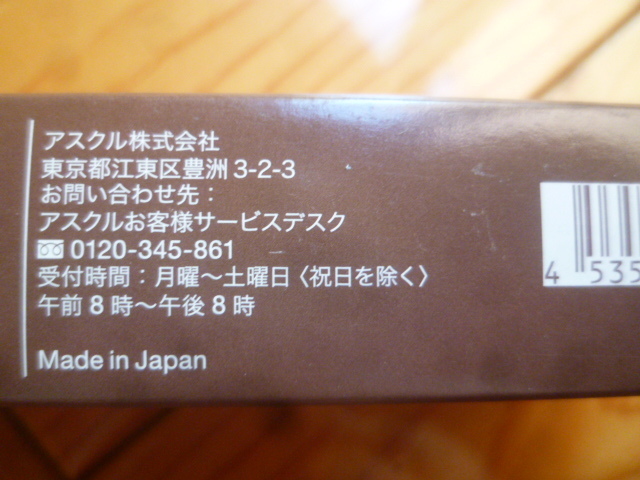 アスクル株式会社
東京都江東区豊洲 3-2-3
お問い合わせ先：
アスクルお客様サービスデスク
0120-345-861
受付時間：月曜～土曜日〈祝日を除く〉
午前 8 時～午後 8 時
Made in Japan
4 535